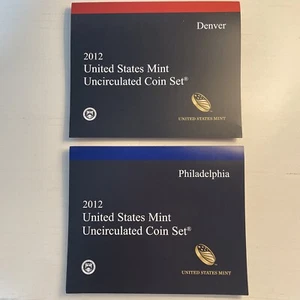 Denver
2012
United States Mint
Uncirculated Coin Set®
UNITED STATES MINT
Philadelphia
2012
United States Mint
Uncirculated Coin Set®
UNITED STATES MINT